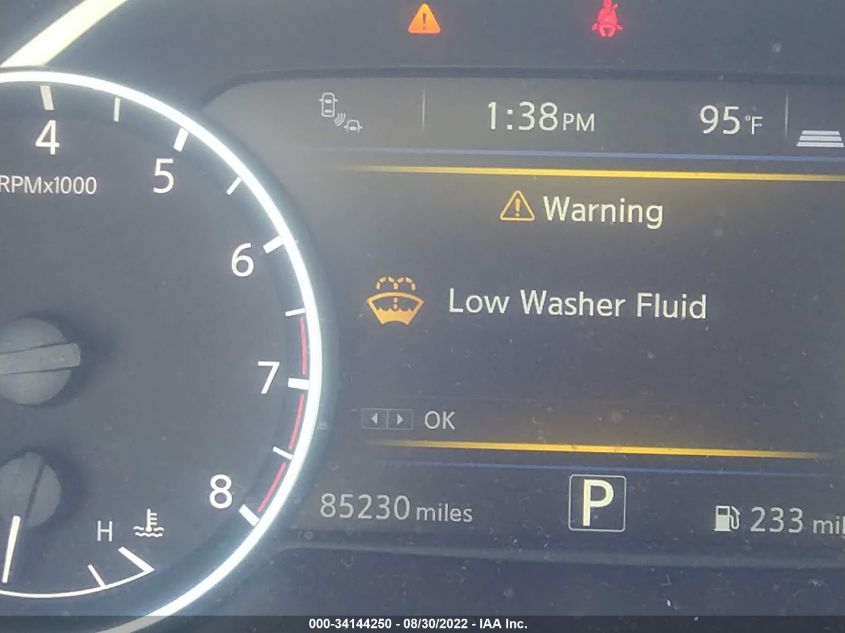 1:38PM
95°F
4
5
RPMx1000
Warning
6
Low Washer Fluid
7
OK
8
85230 miles
P
233 mil
H
000-34144250 - 08/30/2022 - IAA Inc.